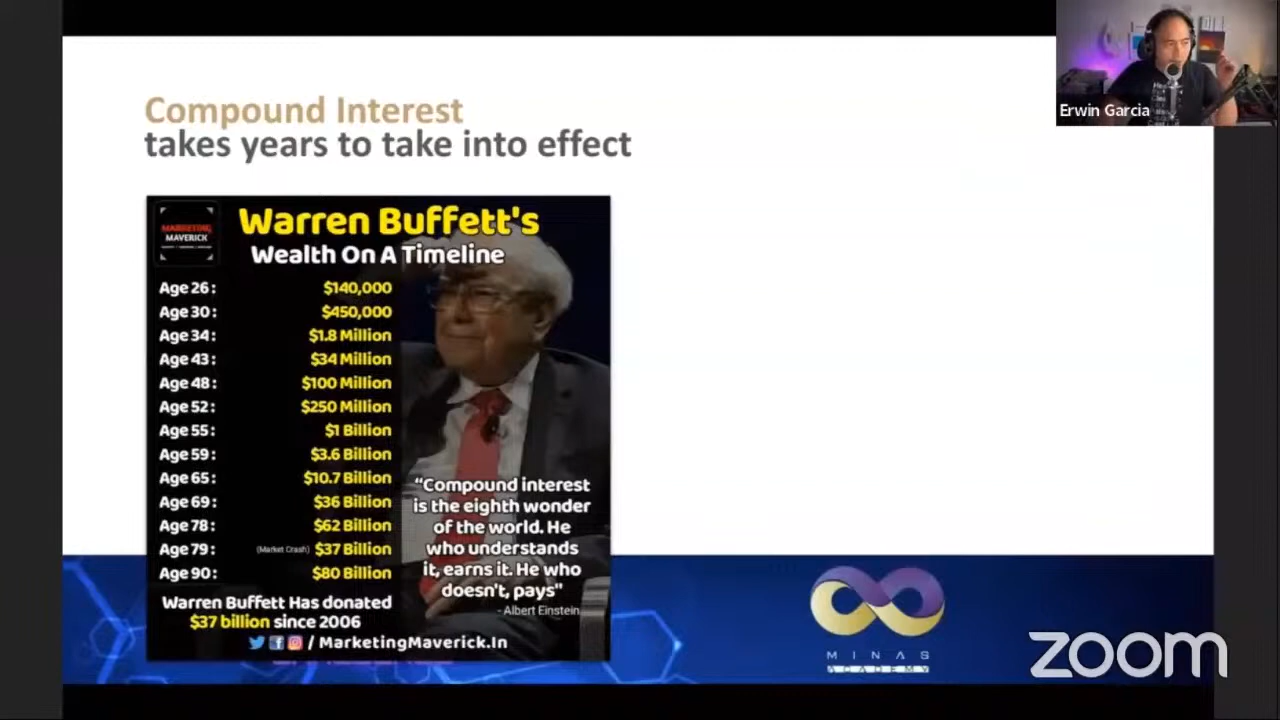 Erwin Garcia
Compound Interest
takes years to take into effect
MARKETING
MAVERICK
Warren Buffett's
Wealth On A Timeline
Age 26: $140,000
Age 30: $450,000
Age 34: $1.8 Million
Age 43: $34 Million
Age 48: $100 Million
Age 52: $250 Million
Age 55: $1 Billion
Age 59: $3.6 Billion
Age 65: $10.7 Billion
Age 69: $36 Billion
Age 78: $62 Billion
Age 79: (Market Crash) $37 Billion
Age 90: $80 Billion
“Compound interest
is the eighth wonder
of the world. He
who understands
it, earns it. He who
doesn't, pays"
- Albert Einstein
Warren Buffett Has donated
$37 billion since 2006
/ MarketingMaverick.In
MINAS
ACADEMY
zoom